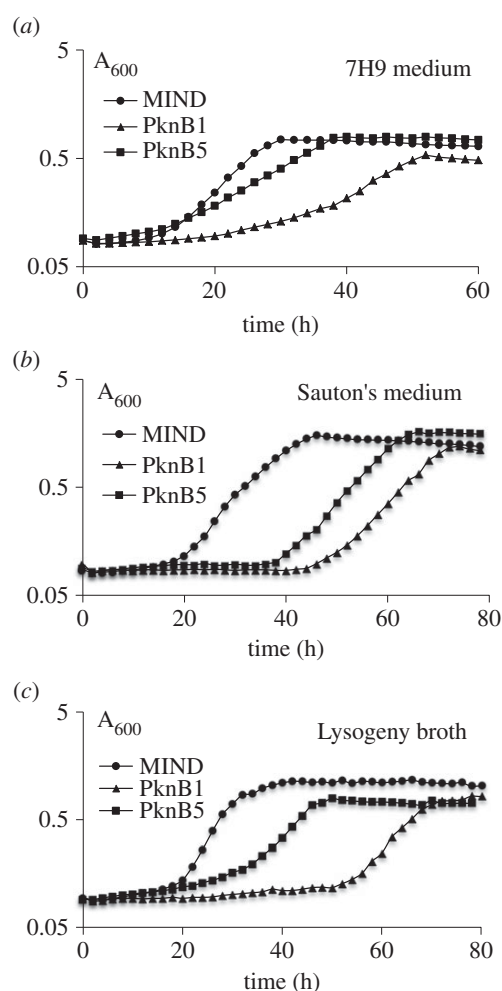 (a)
5
A600
7H9 medium
MIND
PknB1
PknB5
0.5
0.05
0 20 40 60
time (h)
(b)
5
A600
Sauton's medium
MIND
PknB1
PknB5
0.5
0.05
0 20 40 60 80
time (h)
(c)
5
A600
Lysogeny broth
MIND
PknB1
PknB5
0.5
0.05
0 20 40 60 80
time (h)